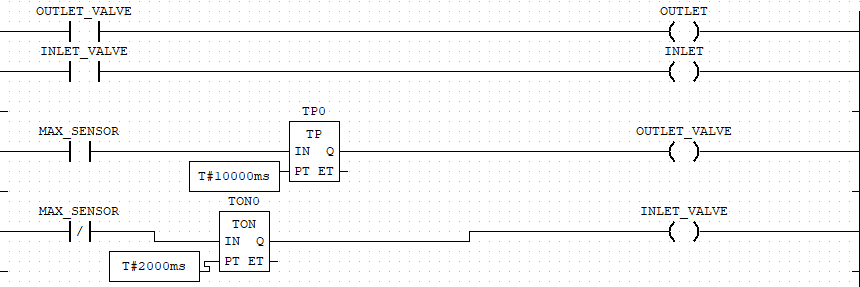 OUTLET_VALVE OUTLET
INLET_VALVE INLET
TP0
MAX_SENSOR TP OUTLET_VALVE
IN Q
T#10000ms PT ET
MAX_SENSOR TON0 INLET_VALVE
TON
IN Q
T#2000ms PT ET